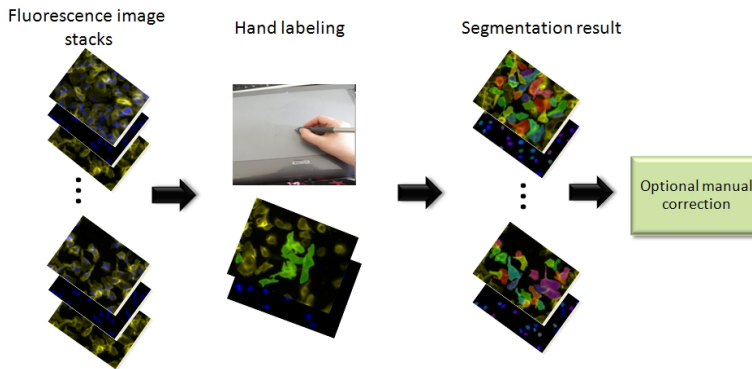 Fluorescence image
stacks
Hand labeling
Segmentation result
Optional manual
correction